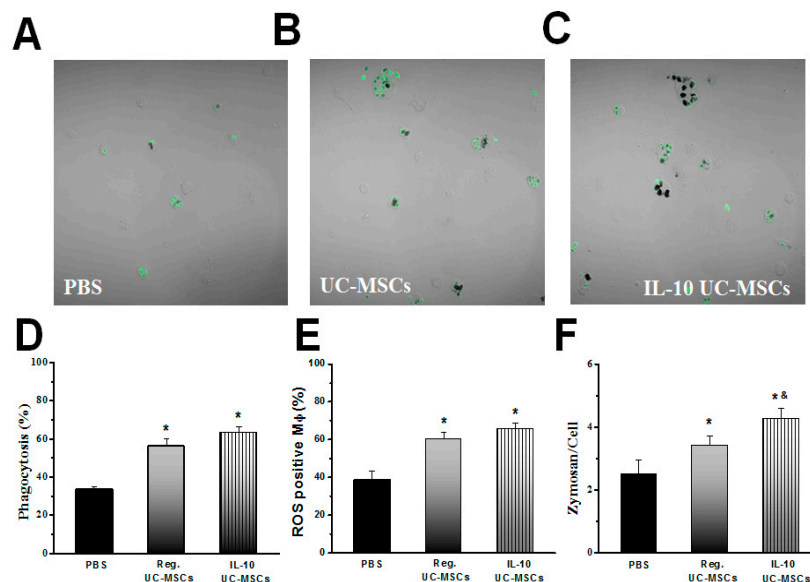 A
B
C
PBS
UC-MSCs
IL-10 UC-MSCs
D
Phagocytosis (%)
100
80
60
40
20
0
*
*
PBS
Reg.
UC-MSCs
IL-10
UC-MSCs
E
ROS positive Mϕ (%)
100
80
60
40
20
0
*
*
PBS
Reg.
UC-MSCs
IL-10
UC-MSCs
F
Zymosan/Cell
6
4
2
0
*
* &
PBS
Reg.
UC-MSCs
IL-10
UC-MSCs